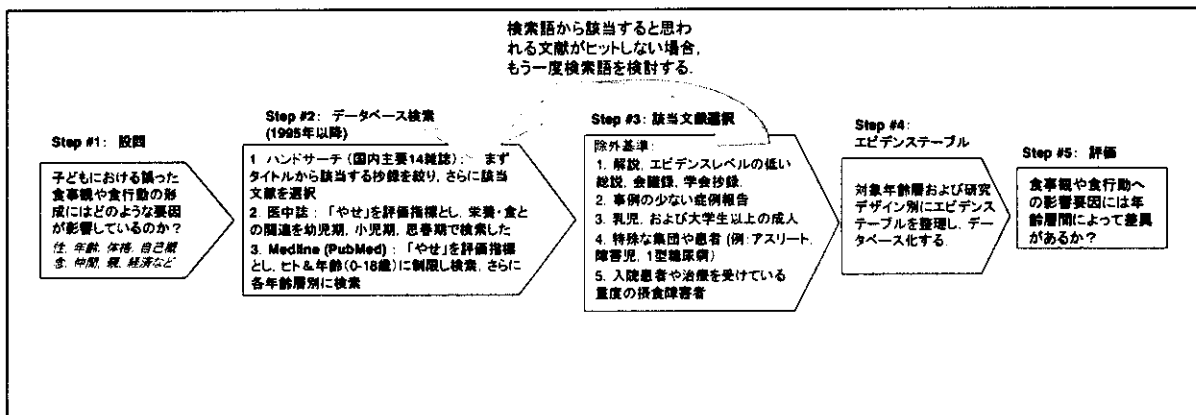 検索語から該当すると思わ
れる文献がヒットしない場合,
もう一度検索語を検討する.
Step #1: 設問
子どもにおける誤った
食事観や食行動の形
成にはどのような要因
が影響しているのか？
性, 年齢, 体格, 自己概
念, 仲間, 親, 経済など
Step #2: データベース検索
(1995年以降)
1 ハンドサーチ (国内主要14雑誌): まず
タイトルから該当する抄録を絞り, さらに該当
文献を選択
2. 医中誌: 「やせ」を評価指標とし, 栄養・食と
の関連を幼児期, 小児期, 思春期で検索した
3. Medline (PubMed): 「やせ」を評価指標
とし, ヒト＆年齢(0-18歳)に制限し検索, さらに
各年齢層別に検索
Step #3: 該当文献選択
除外基準:
1. 解説, エビデンスレベルの低い
総説, 会議録, 学会抄録.
2. 事例の少ない症例報告
3. 乳児, および大学生以上の成人
4. 特殊な集団や患者 (例: アスリート,
障害児, 1型糖尿病)
5. 入院患者や治療を受けている
重度の摂食障害者
Step #4:
エビデンステーブル
対象年齢層および研究
デザイン別にエビデンス
テーブルを整理し, デー
タベース化する.
Step #5: 評価
食事観や食行動へ
の影響要因には年
齢層間によって差異
があるか？